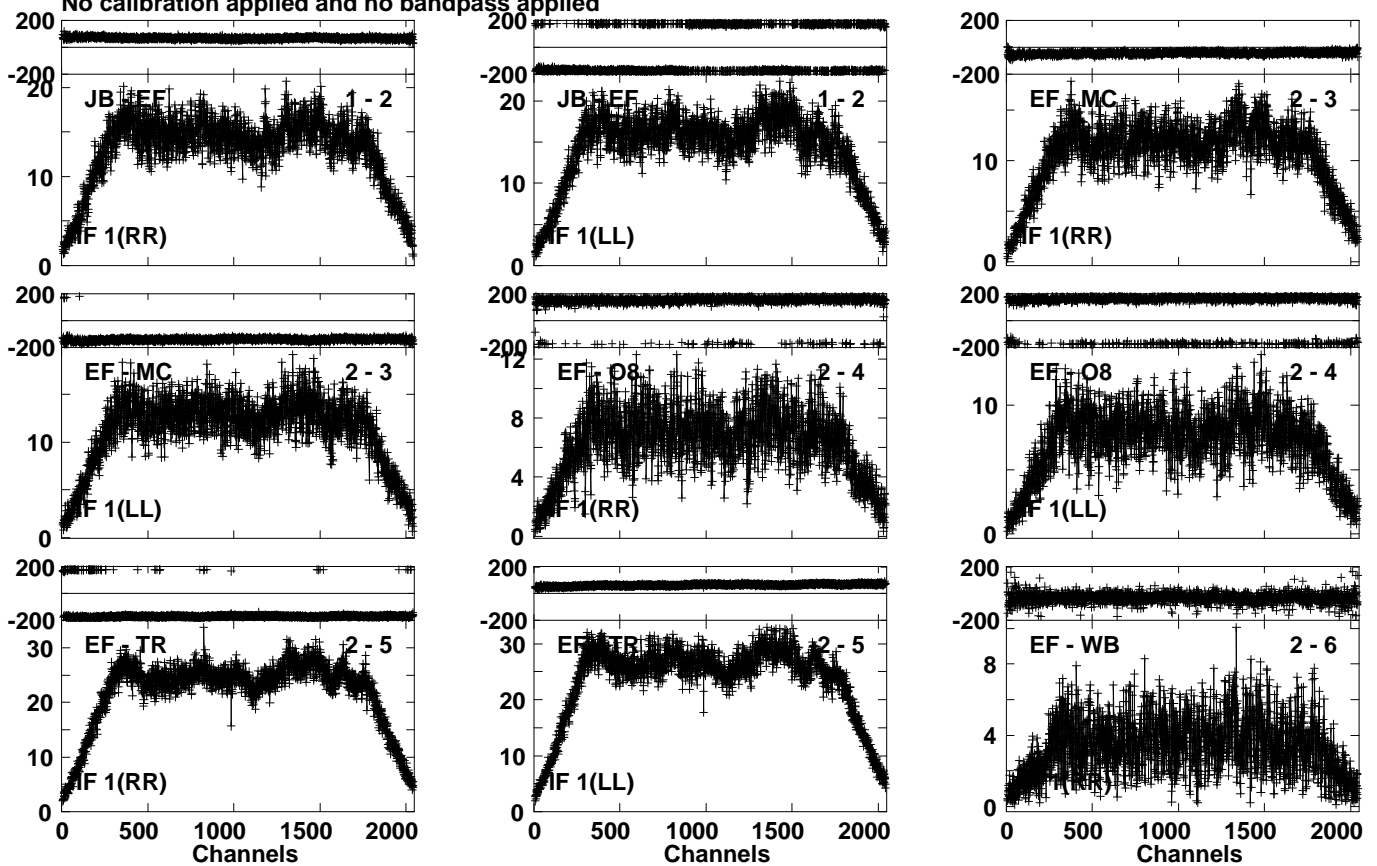 No calibration applied and no bandpass applied
200
-200
20
10
0
JB - EF 1 - 2
IF 1(RR)
200
-200
20
10
0
JB - EF 1 - 2
IF 1(LL)
200
-200
10
0
EF - MC 2 - 3
IF 1(RR)
200
-200
10
0
EF - MC 2 - 3
IF 1(LL)
200
-200
12
8
4
0
EF - O8 2 - 4
IF 1(RR)
200
-200
10
0
EF - O8 2 - 4
IF 1(LL)
200
-200
30
20
10
0
EF - TR 2 - 5
IF 1(RR)
0 500 1000 1500 2000
Channels
200
-200
30
20
10
0
EF - TR 2 - 5
IF 1(LL)
0 500 1000 1500 2000
Channels
200
-200
8
4
0
EF - WB 2 - 6
0 500 1000 1500 2000
Channels